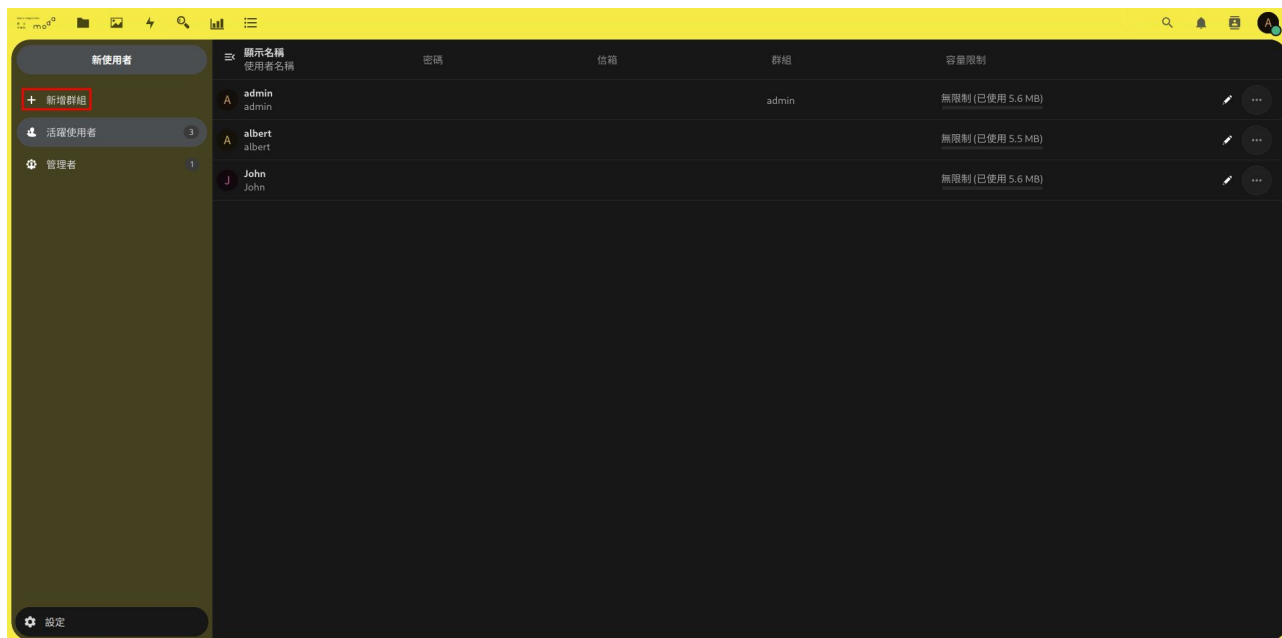 moda
新使用者
新增群組
活躍使用者 3
管理者 1
設定
顯示名稱
使用者名稱
密碼
信箱
群組
容量限制
A
admin
admin
admin
無限制 (已使用 5.6 MB)
A
albert
albert
無限制 (已使用 5.5 MB)
J
John
John
無限制 (已使用 5.6 MB)
A